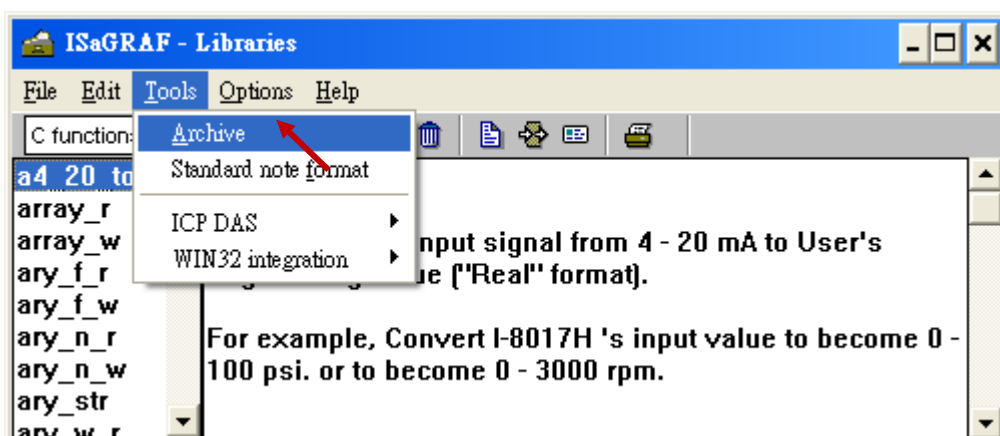 ISaGRAF - Libraries
File Edit Tools Options Help
C function
Archive
Standard note format
ICP DAS
WIN32 integration
a4_20_to
array_r
array_w
ary_f_r
ary_f_w
ary_n_r
ary_n_w
ary_str
ary_w_r
nput signal from 4 - 20 mA to User's
("Real" format).
For example, Convert I-8017H 's input value to become 0 -
100 psi. or to become 0 - 3000 rpm.